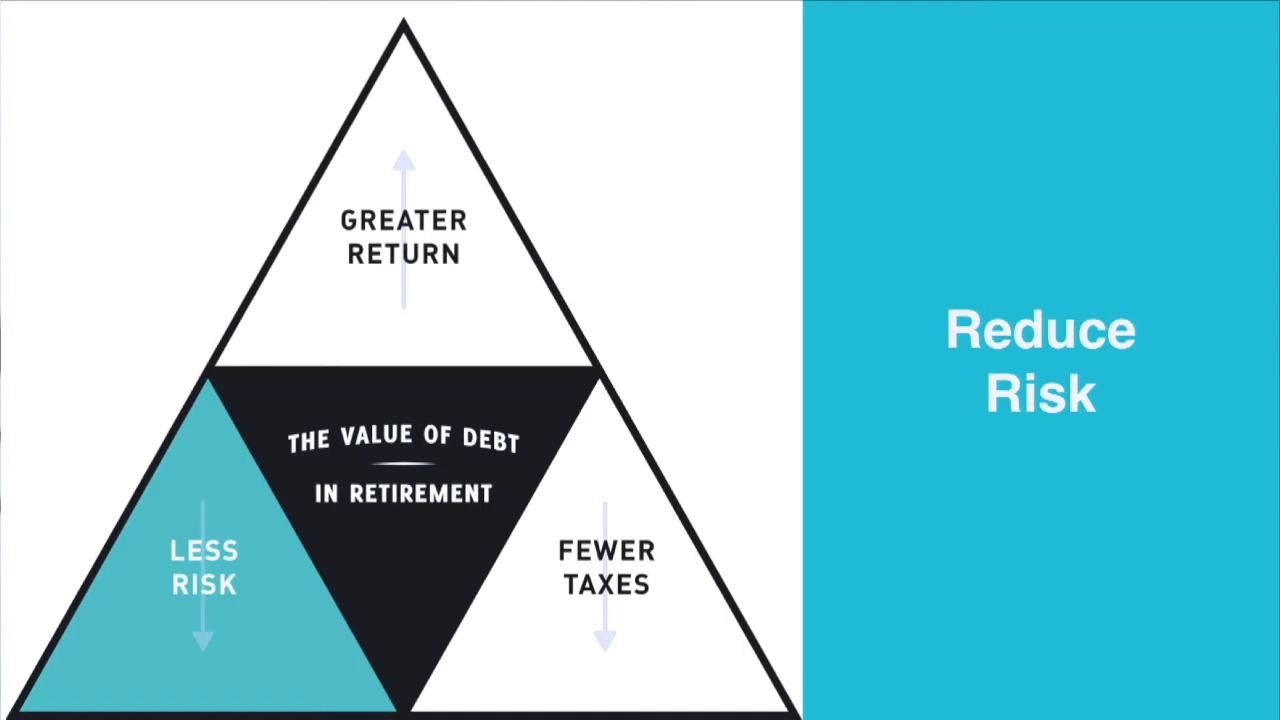 GREATER
RETURN
THE VALUE OF DEBT
IN RETIREMENT
LESS
RISK
FEWER
TAXES
Reduce
Risk